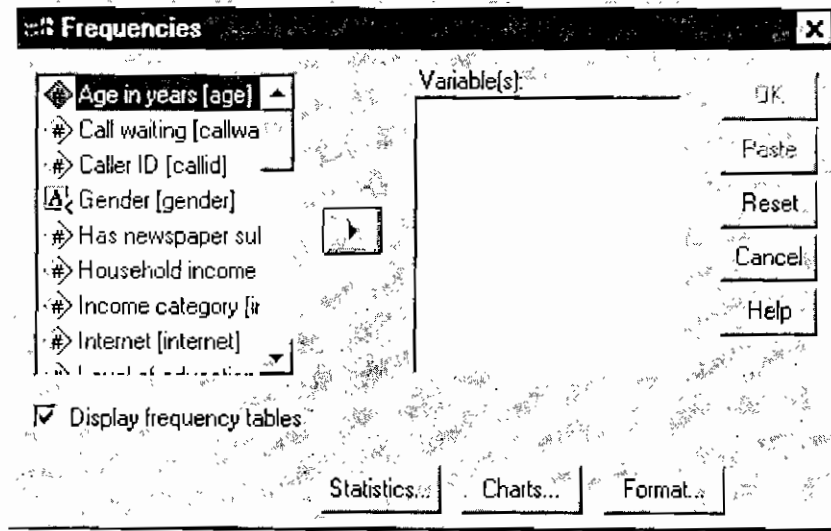 Frequencies
Age in years [age]
Call waiting [callwa
Caller ID [callid]
Gender [gender]
Has newspaper sul
Household income
Income category [ir
Internet [internet]
Variable(s):
OK
Paste
Reset
Cancel
Help
Display frequency tables
Statistics...
Charts...
Format...